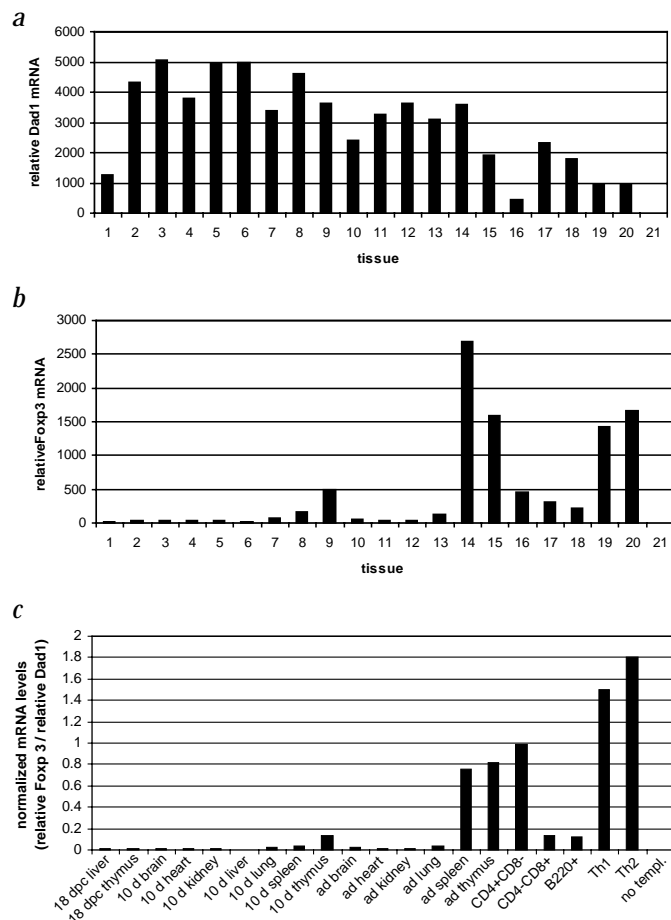 a
relative Dad1 mRNA
6000
5000
4000
3000
2000
1000
0
1 2 3 4 5 6 7 8 9 10 11 12 13 14 15 16 17 18 19 20 21
tissue
b
relativeFoxp3 mRNA
3000
2500
2000
1500
1000
500
0
1 2 3 4 5 6 7 8 9 10 11 12 13 14 15 16 17 18 19 20 21
tissue
c
normalized mRNA levels
(relative Foxp 3 / relative Dad1)
2
1.8
1.6
1.4
1.2
1
0.8
0.6
0.4
0.2
0
18 dpc liver
18 dpc thymus
10 d brain
10 d heart
10 d kidney
10 d liver
10 d lung
10 d spleen
10 d thymus
ad brain
ad heart
ad kidney
ad lung
ad spleen
ad thymus
CD4+CD8-
CD4-CD8+
B220+
Th1
Th2
no templ.